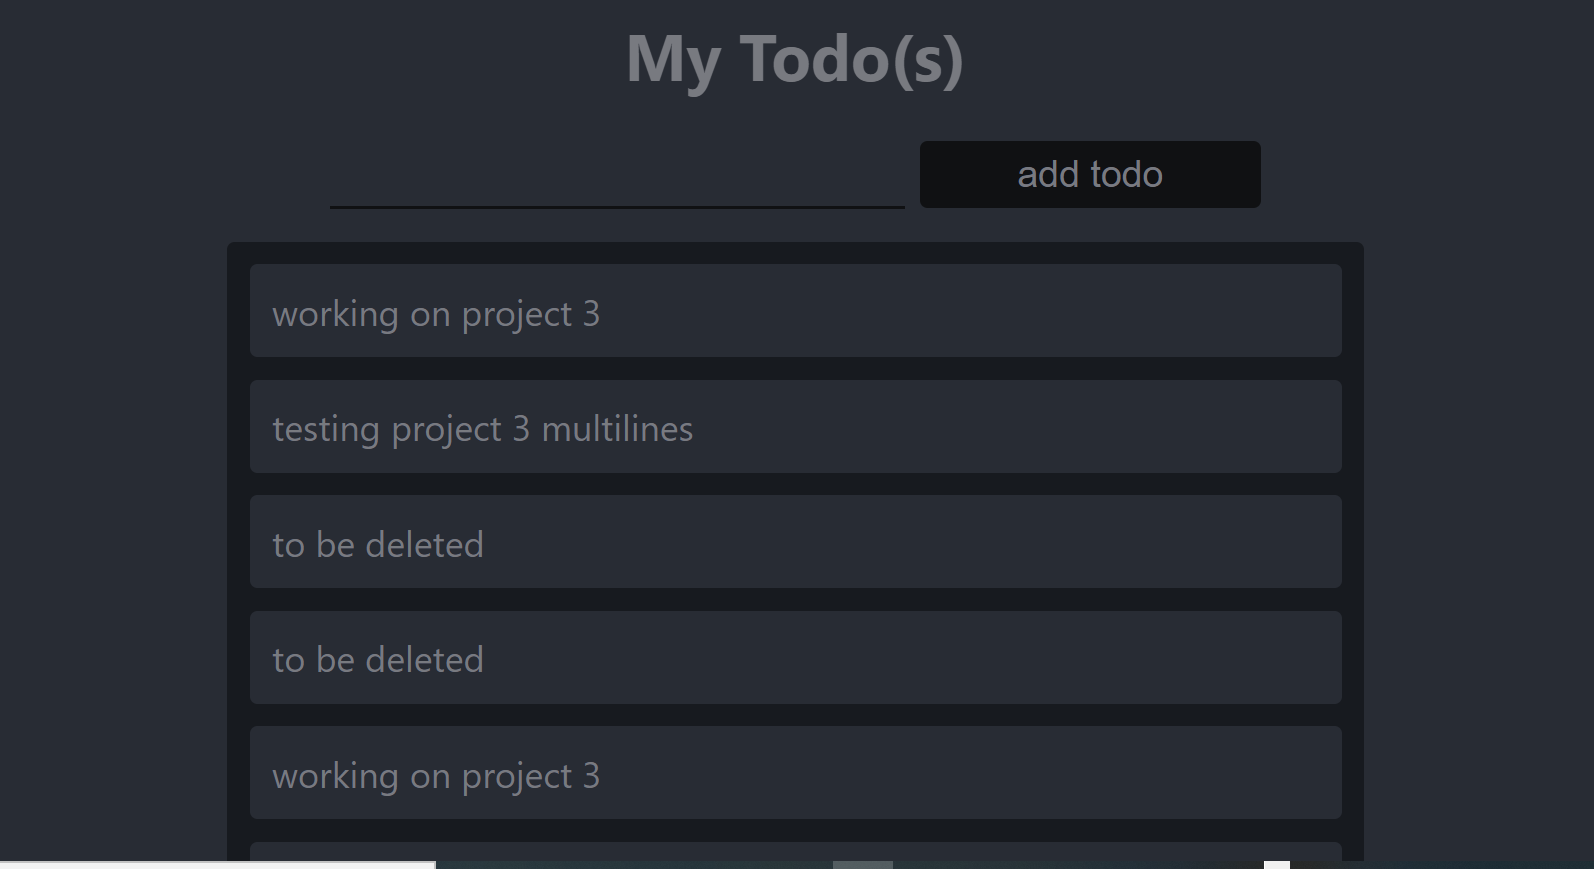 My Todo(s)
add todo
working on project 3
testing project 3 multilines
to be deleted
to be deleted
working on project 3